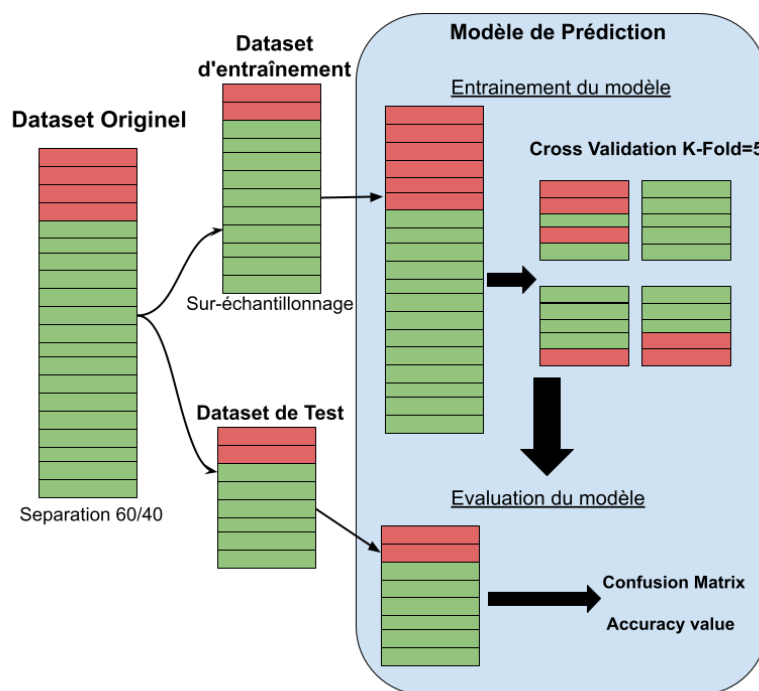 Dataset Originel
Separation 60/40
Dataset
d'entraînement
Sur-échantillonnage
Dataset de Test
Modèle de Prédiction
Entrainement du modèle
Cross Validation K-Fold=5
Evaluation du modèle
Confusion Matrix
Accuracy value